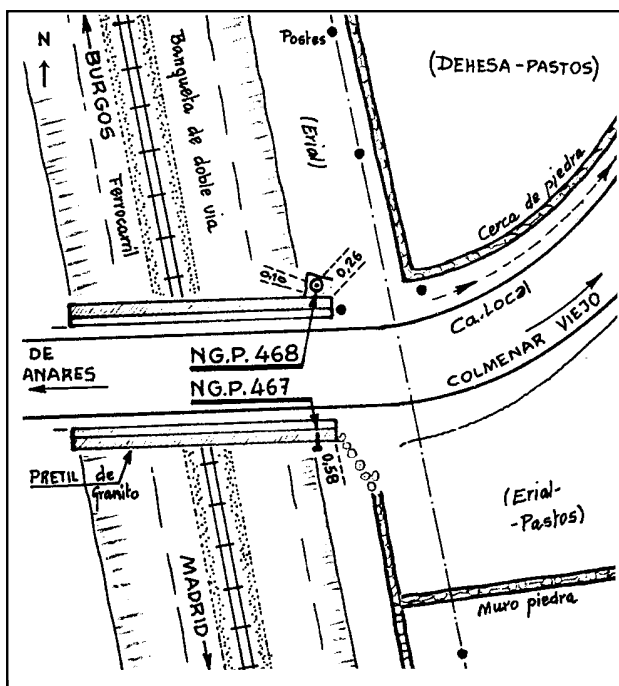 N
BURGOS
Ferrocarril
Banqueta de doble via
Postes
(Erial)
(DEHESA-PASTOS)
Cerca de piedra
0,10
0,26
Ca. Local
COLMENAR VIEJO
DE
ANARES
NG.P. 468
NG.P. 467
0,58
PRETIL de
Granito
MADRID
(Erial-
-Pastos)
Muro piedra